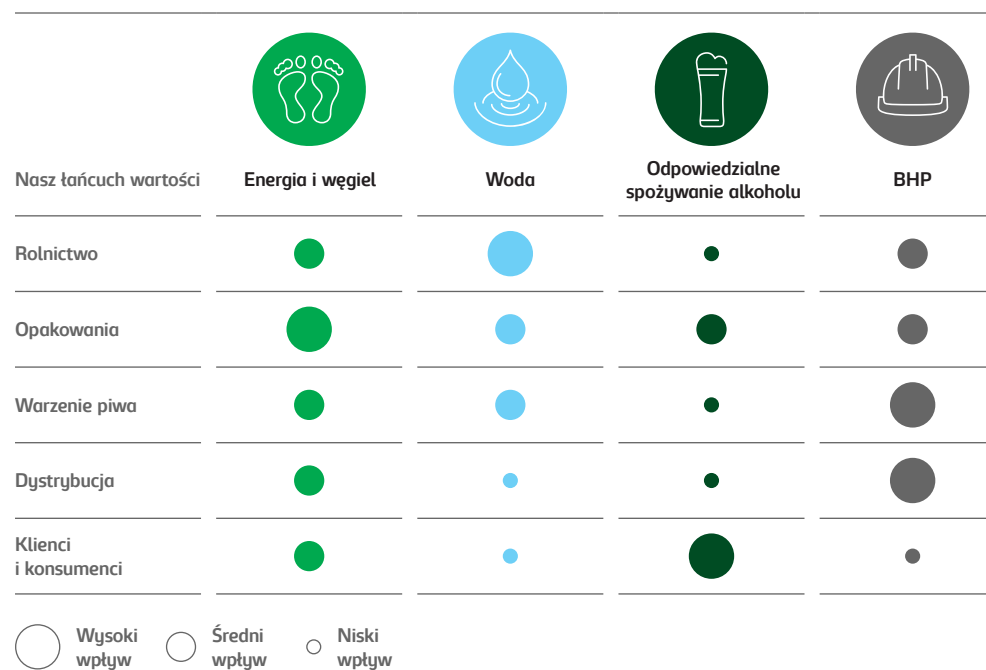 Nasz łańcuch wartości
Energia i węgiel
Woda
Odpowiedzialne
spożywanie alkoholu
BHP
Rolnictwo
Opakowania
Warzenie piwa
Dystrybucja
Klienci
i konsumenci
Wysoki
wpływ
Średni
wpływ
Niski
wpływ